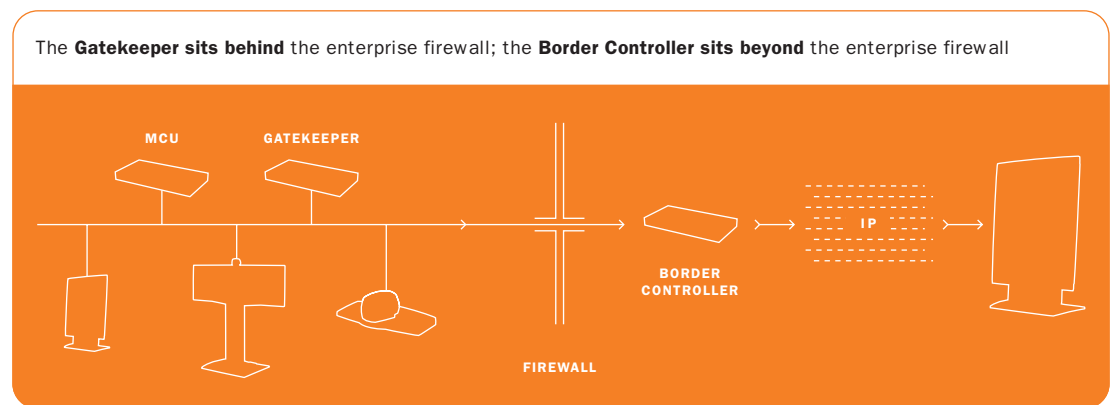 The Gatekeeper sits behind the enterprise firewall; the Border Controller sits beyond the enterprise firewall
MCU
GATEKEEPER
IP
BORDER
CONTROLLER
FIREWALL